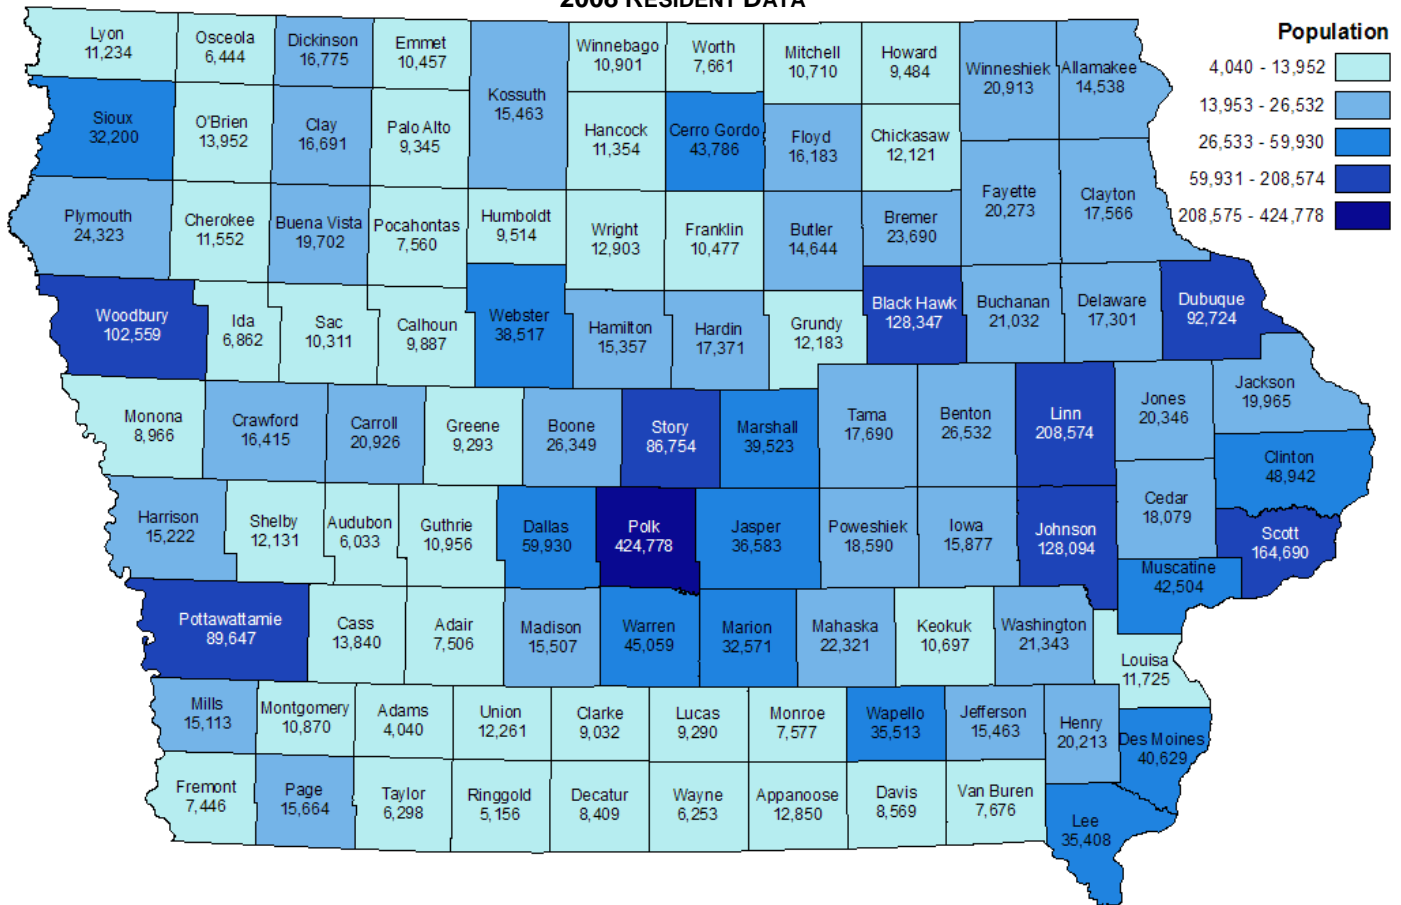 2008 RESIDENT DATA
Population
4,040 - 13,952
13,953 - 26,532
26,533 - 59,930
59,931 - 208,574
208,575 - 424,778
Lyon
11,234
Osceola
6,444
Dickinson
16,775
Emmet
10,457
Kossuth
15,463
Winnebago
10,901
Worth
7,661
Mitchell
10,710
Howard
9,484
Winneshiek
20,913
Allamakee
14,538
Sioux
32,200
O'Brien
13,952
Clay
16,691
Palo Alto
9,345
Hancock
11,354
Cerro Gordo
43,786
Floyd
16,183
Chickasaw
12,121
Plymouth
24,323
Cherokee
11,552
Buena Vista
19,702
Pocahontas
7,560
Humboldt
9,514
Wright
12,903
Franklin
10,477
Butler
14,644
Bremer
23,690
Fayette
20,273
Clayton
17,566
Woodbury
102,559
Ida
6,862
Sac
10,311
Calhoun
9,887
Webster
38,517
Hamilton
15,357
Hardin
17,371
Grundy
12,183
Black Hawk
128,347
Buchanan
21,032
Delaware
17,301
Dubuque
92,724
Monona
8,966
Crawford
16,415
Carroll
20,926
Greene
9,293
Boone
26,349
Story
86,754
Marshall
39,523
Tama
17,690
Benton
26,532
Linn
208,574
Jones
20,346
Jackson
19,965
Clinton
48,942
Harrison
15,222
Shelby
12,131
Audubon
6,033
Guthrie
10,956
Dallas
59,930
Polk
424,778
Jasper
36,583
Poweshiek
18,590
Iowa
15,877
Johnson
128,094
Cedar
18,079
Scott
164,690
Muscatine
42,504
Pottawattamie
89,647
Cass
13,840
Adair
7,506
Madison
15,507
Warren
45,059
Marion
32,571
Mahaska
22,321
Keokuk
10,697
Washington
21,343
Louisa
11,725
Mills
15,113
Montgomery
10,870
Adams
4,040
Union
12,261
Clarke
9,032
Lucas
9,290
Monroe
7,577
Wapello
35,513
Jefferson
15,463
Henry
20,213
Des Moines
40,629
Fremont
7,446
Page
15,664
Taylor
6,298
Ringgold
5,156
Decatur
8,409
Wayne
6,253
Appanoose
12,850
Davis
8,569
Van Buren
7,676
Lee
35,408